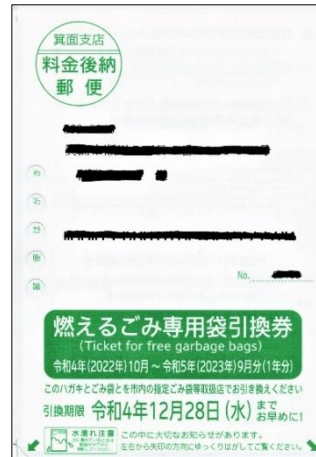 箕面支店
料金後納
郵便
No.
燃えるごみ専用袋引換券
(Ticket for free garbage bags)
令和4年(2022年)10月～令和5年(2023年)9月分(1年分)
このハガキとごみ袋とを市内の指定ごみ袋等取扱店でお引き換えください
引換期限 令和4年12月28日(水)までお早めに!
水濡れ注意
この中に大切なお知らせがあります。
左右から矢印の方向にゆっくりはがしてご覧ください。